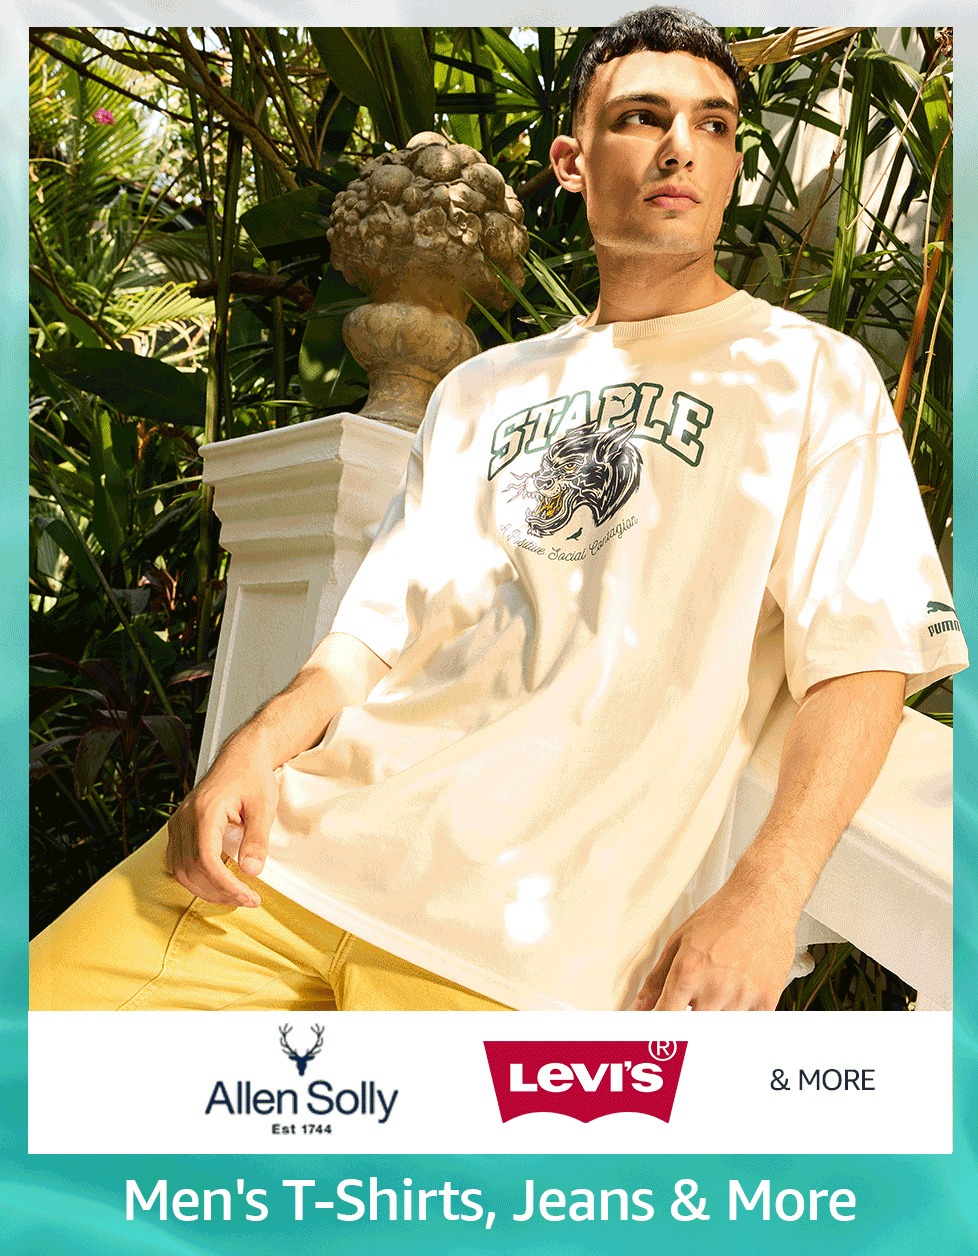 STAPLE
A Positive Social Contagion
PUMA
Allen Solly
Est 1744
LEVI'S®
& MORE
Men's T-Shirts, Jeans & More